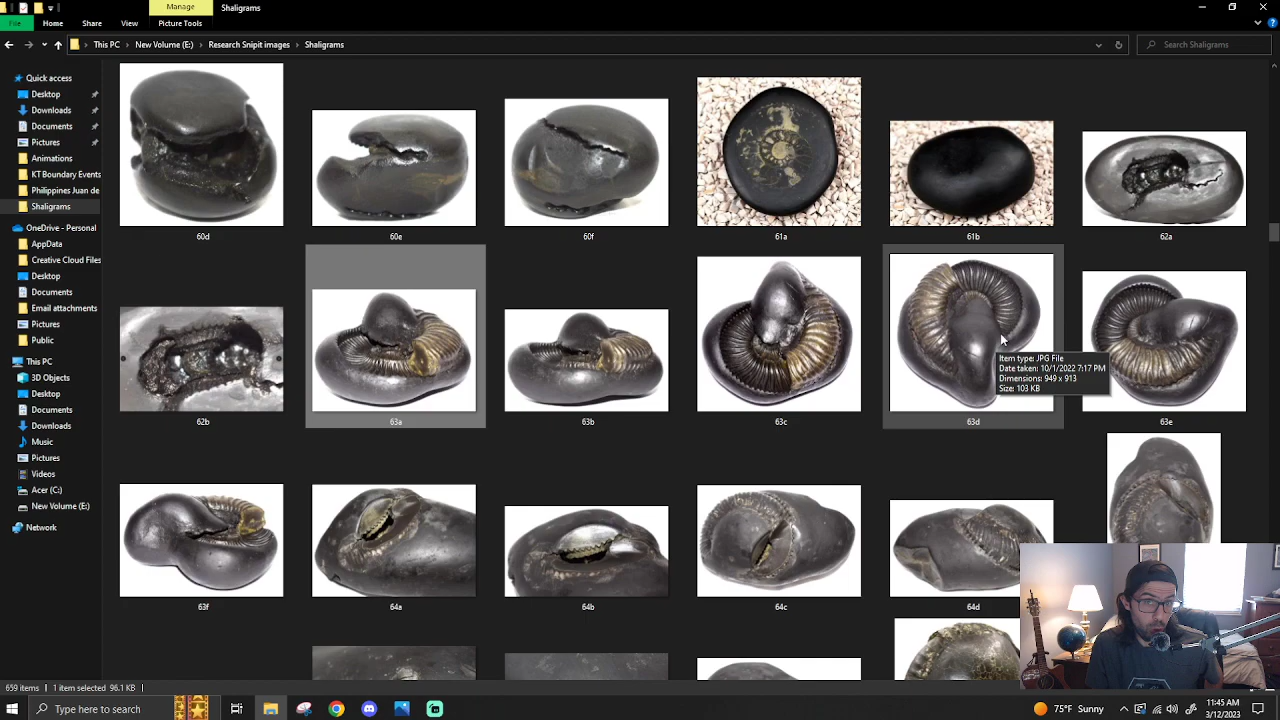 Manage
Shaligrams
File
Home
Share
View
Picture Tools
This PC
New Volume (E:)
Research Snipit images
Shaligrams
Search Shaligrams
Quick access
Desktop
Downloads
Documents
Pictures
Animations
KT Boundary Events
Philippines Juan de
Shaligrams
OneDrive - Personal
AppData
Creative Cloud Files
Desktop
Documents
Email attachments
Pictures
Public
This PC
3D Objects
Desktop
Documents
Downloads
Music
Pictures
Videos
Acer (C:)
New Volume (E:)
Network
60d
60e
60f
61a
61b
62a
62b
63a
63b
63c
63d
63e
Item type: JPG File
Date taken: 10/1/2022 7:17 PM
Dimensions: 949 x 913
Size: 103 KB
63f
64a
64b
64c
64d
659 items
1 item selected 96.1 KB
Type here to search
75°F Sunny
11:45 AM
3/12/2023